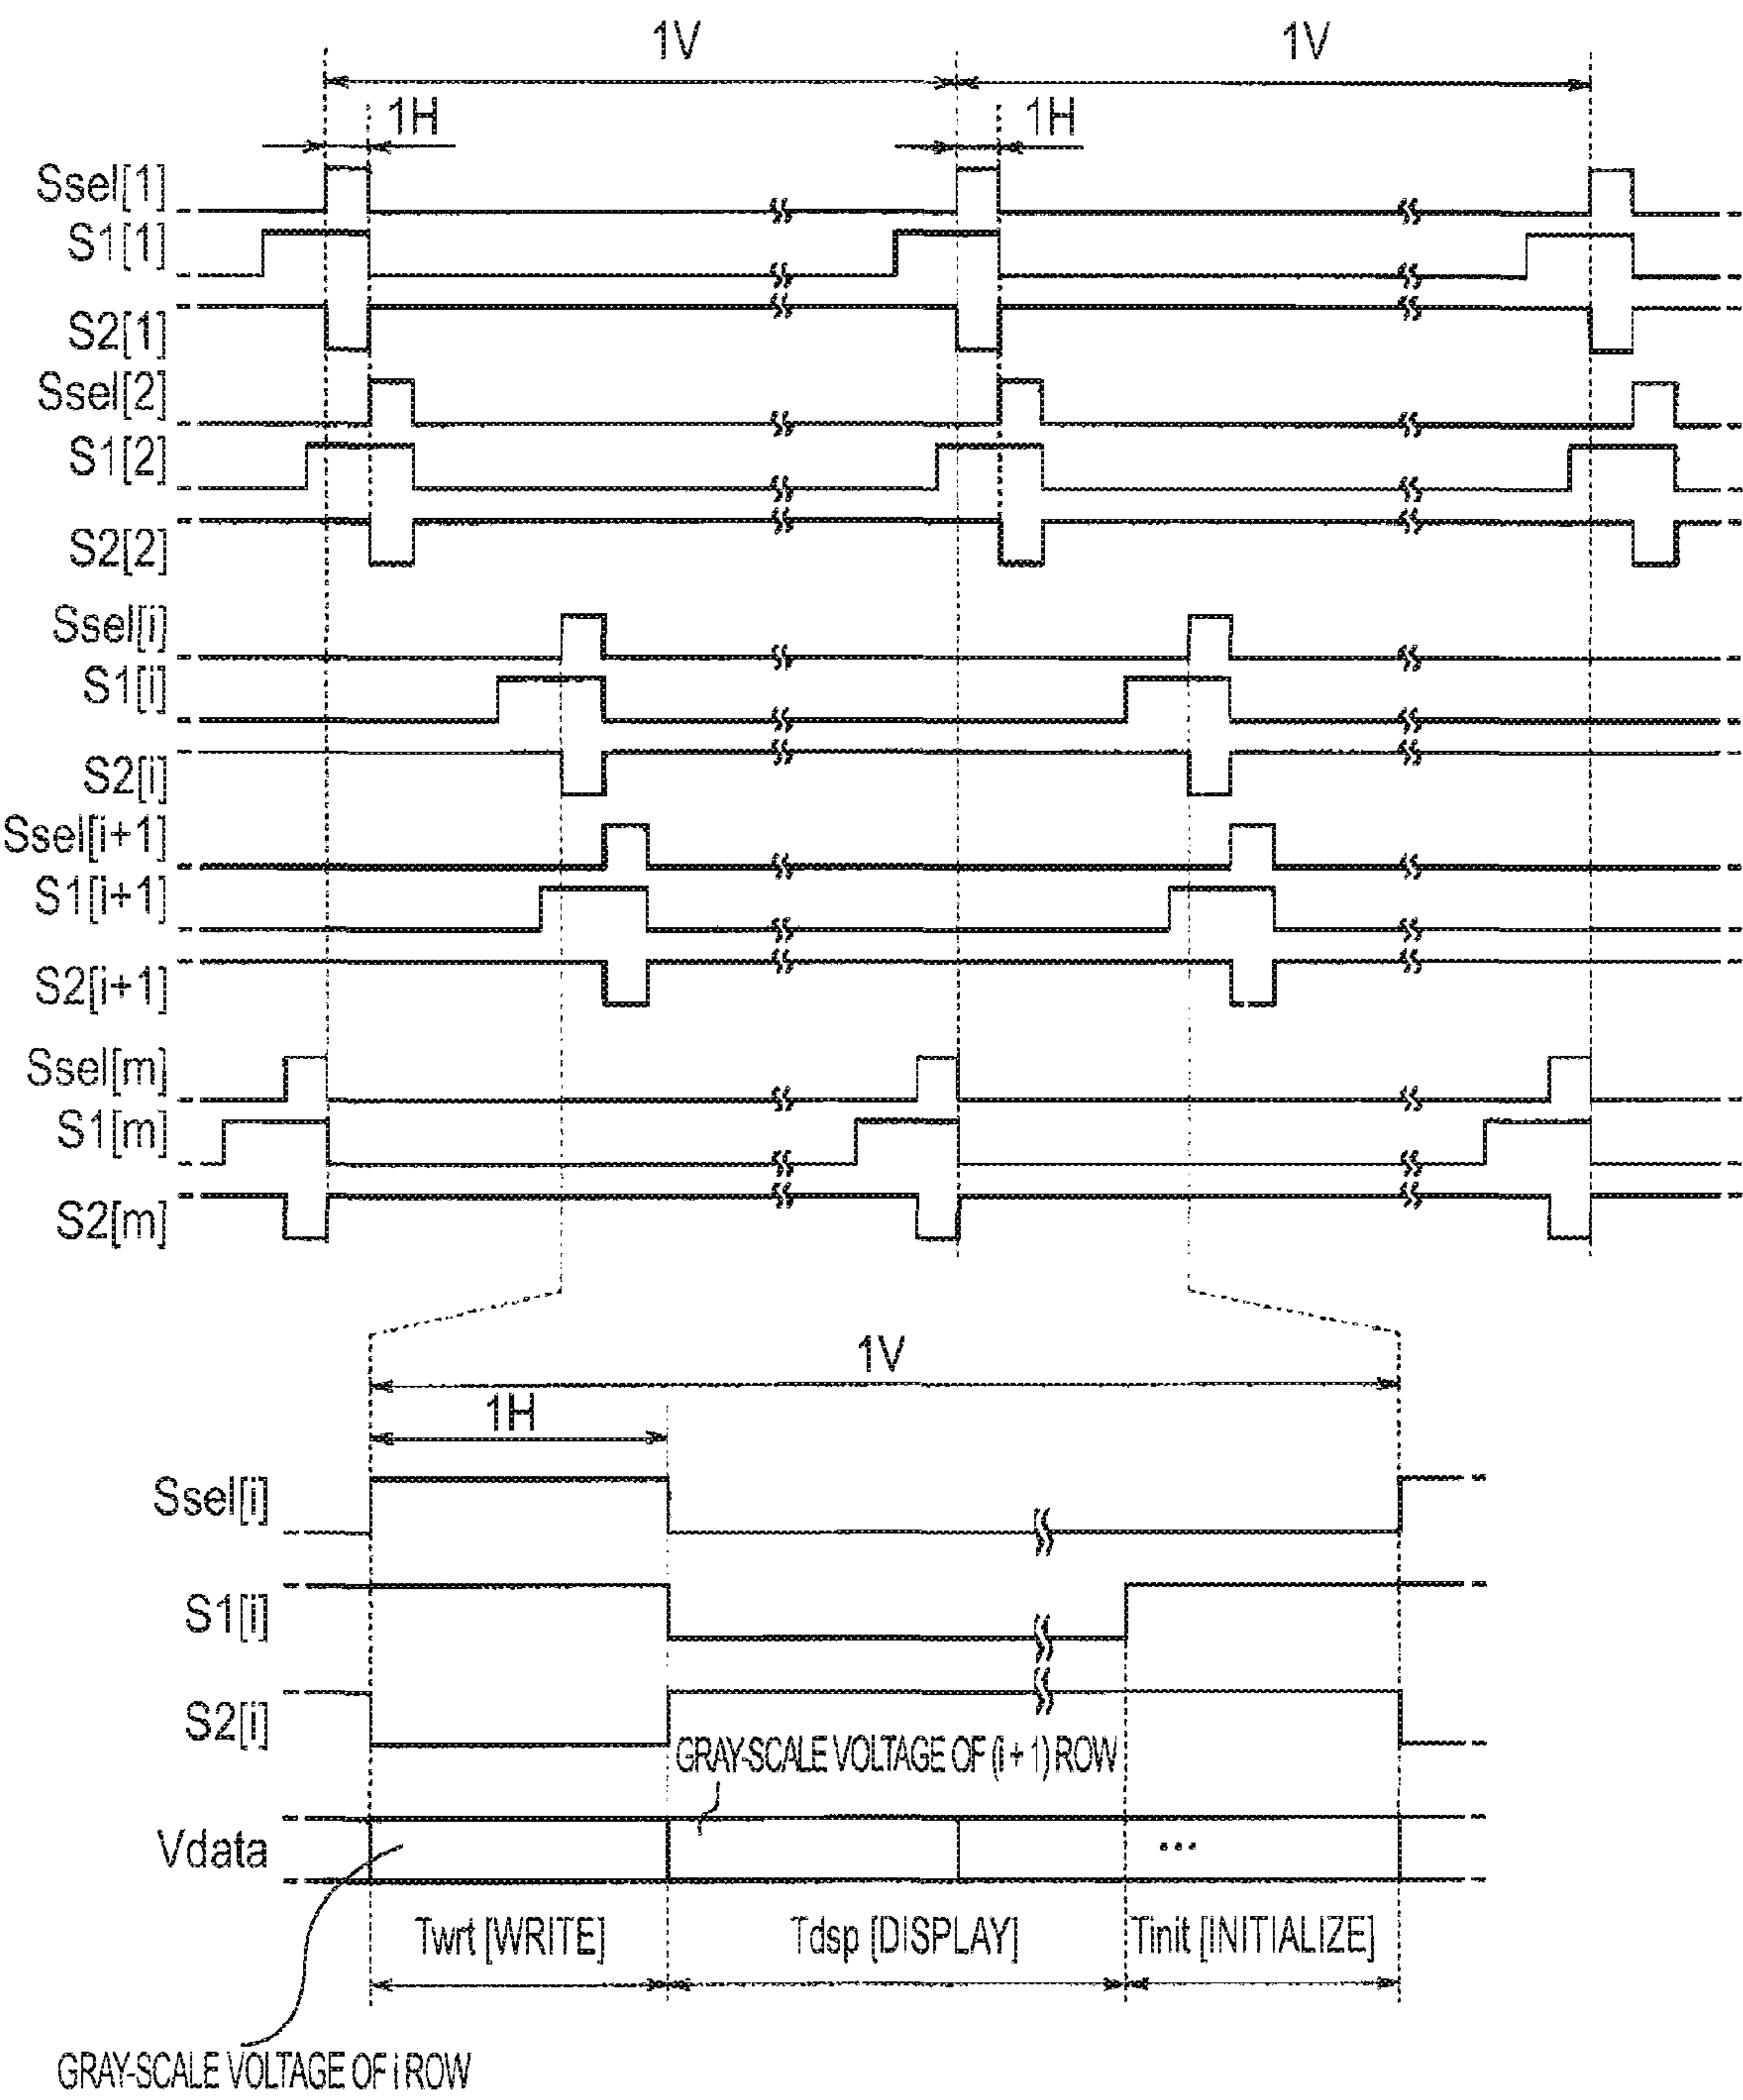 1V 1V
1H 1H
Ssel[1]
S1[1]
S2[1]
Ssel[2]
S1[2]
S2[2]
Ssel[i]
S1[i]
S2[i]
Ssel[i+1]
S1[i+1]
S2[i+1]
Ssel[m]
S1[m]
S2[m]
1V
1H
Ssel[i]
S1[i]
S2[i]
GRAY-SCALE VOLTAGE OF (i + 1) ROW
Vdata ...
Twrt [WRITE] Tdsp [DISPLAY] Tinit [INITIALIZE]
GRAY-SCALE VOLTAGE OF i ROW